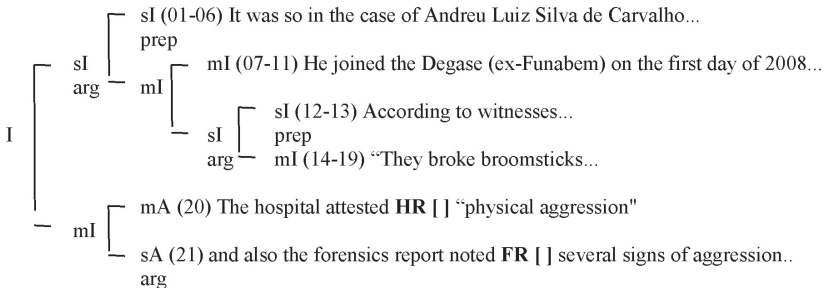 sI (01-06) It was so in the case of Andreu Luiz Silva de Carvalho...
prep
sI mI (07-11) He joined the Degase (ex-Funabem) on the first day of 2008...
arg mI
sI (12-13) According to witnesses...
I sI prep
arg mI (14-19) “They broke broomsticks...
mA (20) The hospital attested HR [ ] “physical aggression"
mI
sA (21) and also the forensics report noted FR [ ] several signs of aggression..
arg